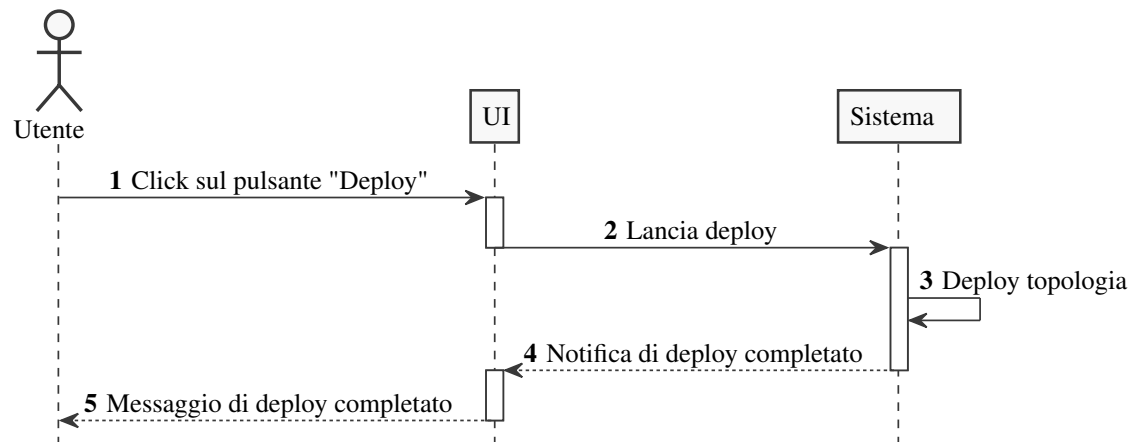 Utente
UI
Sistema
1 Click sul pulsante "Deploy"
2 Lancia deploy
3 Deploy topologia
4 Notifica di deploy completato
5 Messaggio di deploy completato